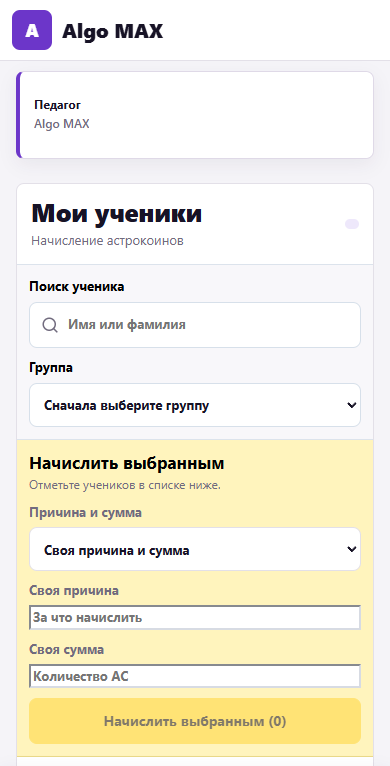 A Algo MAX
Педагог
Algo MAX
Мои ученики
Начисление астрокоинов
Поиск ученика
Имя или фамилия
Группа
Сначала выберите группу
Начислить выбранным
Отметьте учеников в списке ниже.
Причина и сумма
Своя причина и сумма
Своя причина
За что начислить
Своя сумма
Количество АС
Начислить выбранным (0)